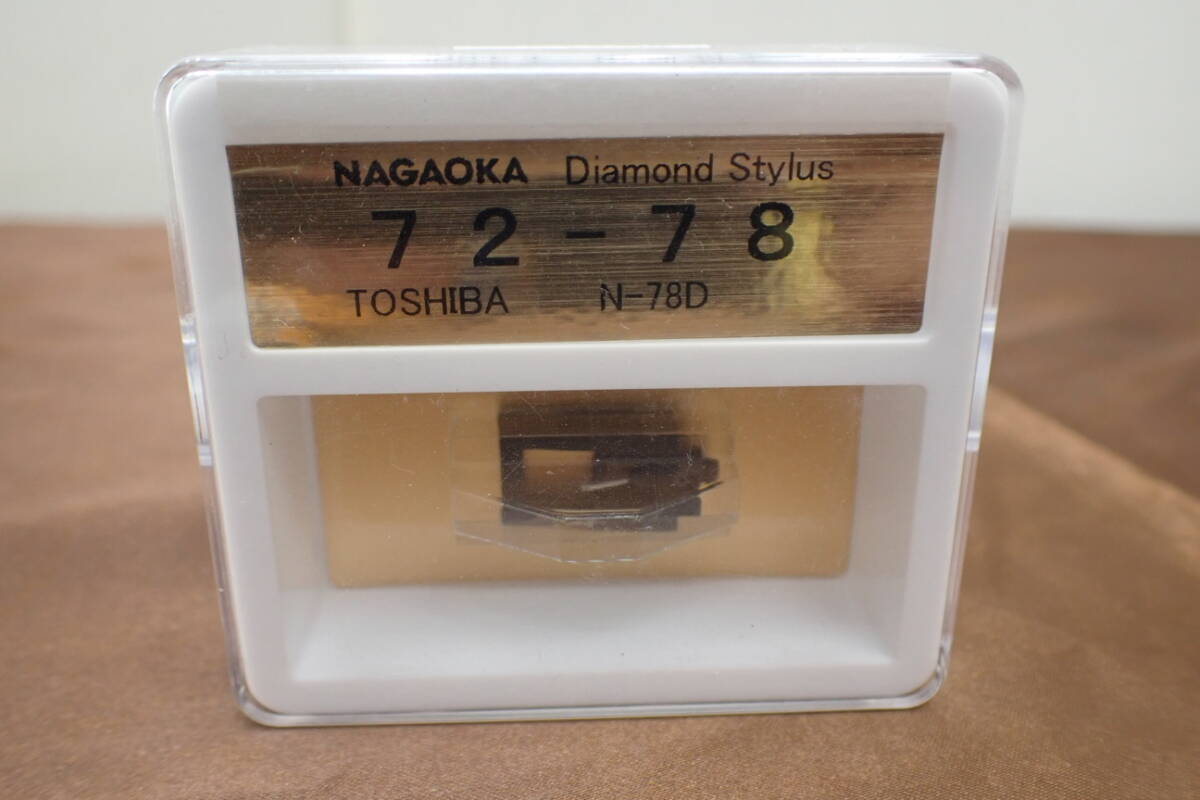 NAGAOKA Diamond Stylus
72-78
TOSHIBA N-78D